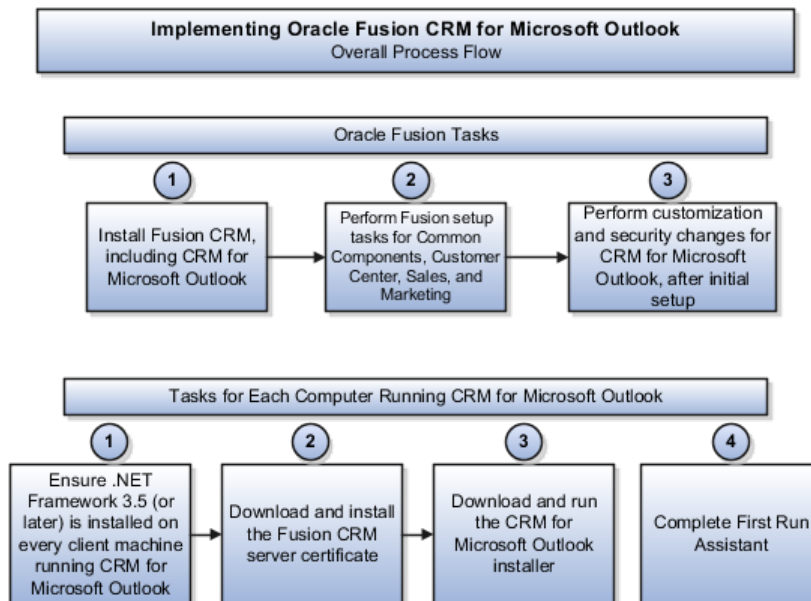 Implementing Oracle Fusion CRM for Microsoft Outlook
Overall Process Flow
Oracle Fusion Tasks
1
Install Fusion CRM,
including CRM for
Microsoft Outlook
2
Perform Fusion setup
tasks for Common
Components, Customer
Center, Sales, and
Marketing
3
Perform customization
and security changes for
CRM for Microsoft
Outlook, after initial
setup
Tasks for Each Computer Running CRM for Microsoft Outlook
1
Ensure .NET
Framework 3.5 (or
later) is installed on
every client machine
running CRM for
Microsoft Outlook
2
Download and install
the Fusion CRM
server certificate
3
Download and run
the CRM for
Microsoft Outlook
installer
4
Complete First Run
Assistant